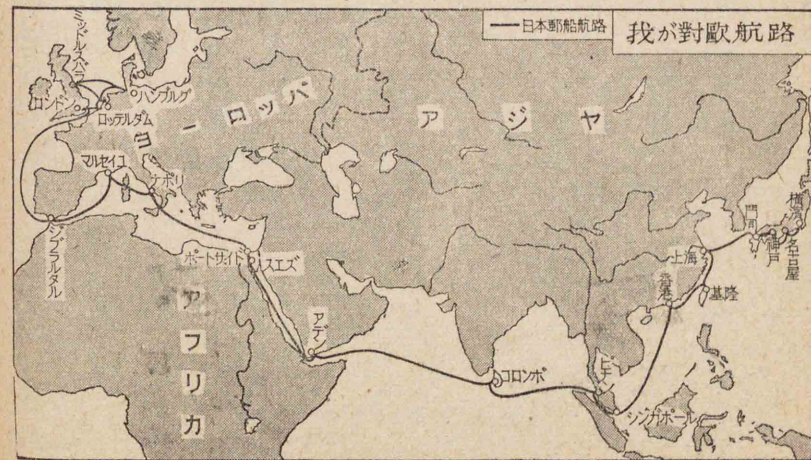 我が對歐航路
日本郵船航路
ミッドルスバラ
ロンドン
ハンブルグ
ロッテルダム
ヨーロッパ
アジヤ
マルセイユ
ナポリ
ジブラルタル
ポートサイド
スエズ
アフリカ
アデン
コロンボ
ピナン
シンガポール
香港
基隆
上海
門司
神戸
名古屋
横濱